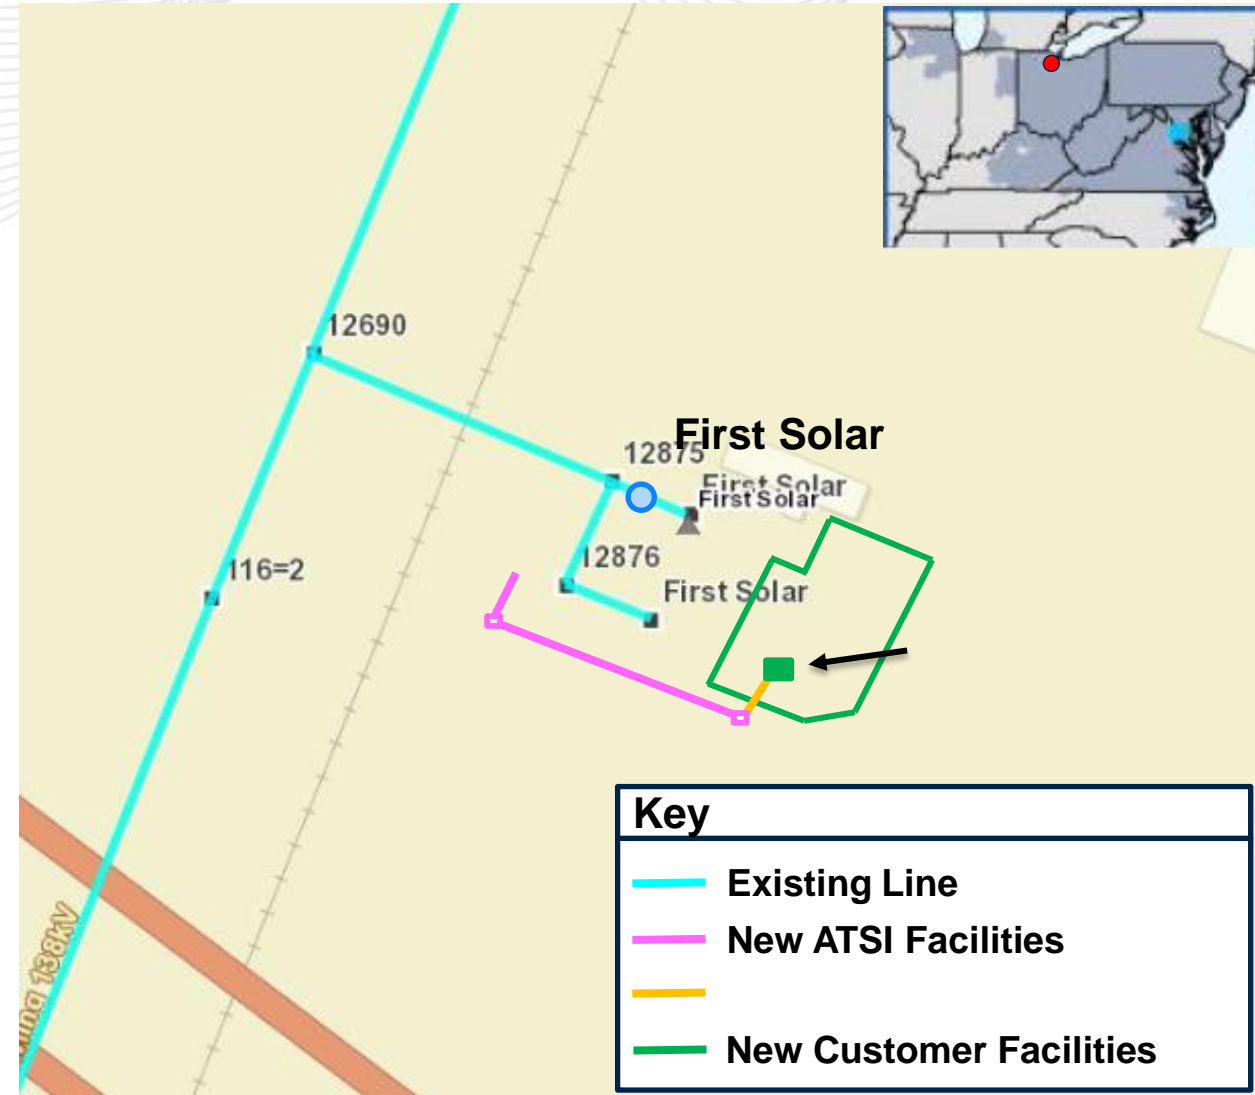 12690
First Solar
12875
First Solar
First Solar
12876
First Solar
116=2
138kV
Key
Existing Line
New ATSI Facilities
New Customer Facilities